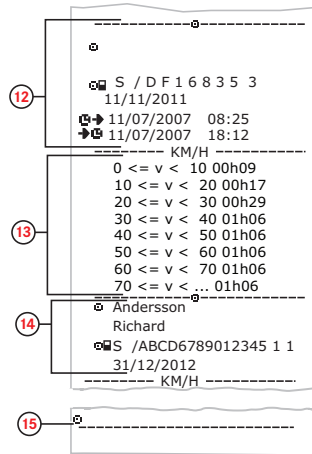 12
S / D F 1 6 8 3 5 3
11/11/2011
11/07/2007 08:25
11/07/2007 18:12
KM/H
13
0 <= v < 10 00h09
10 <= v < 20 00h17
20 <= v < 30 00h29
30 <= v < 40 01h06
40 <= v < 50 01h06
50 <= v < 60 01h06
60 <= v < 70 01h06
70 <= v < ... 01h06
14
Andersson
Richard
S /ABCD6789012345 1 1
31/12/2012
KM/H
15